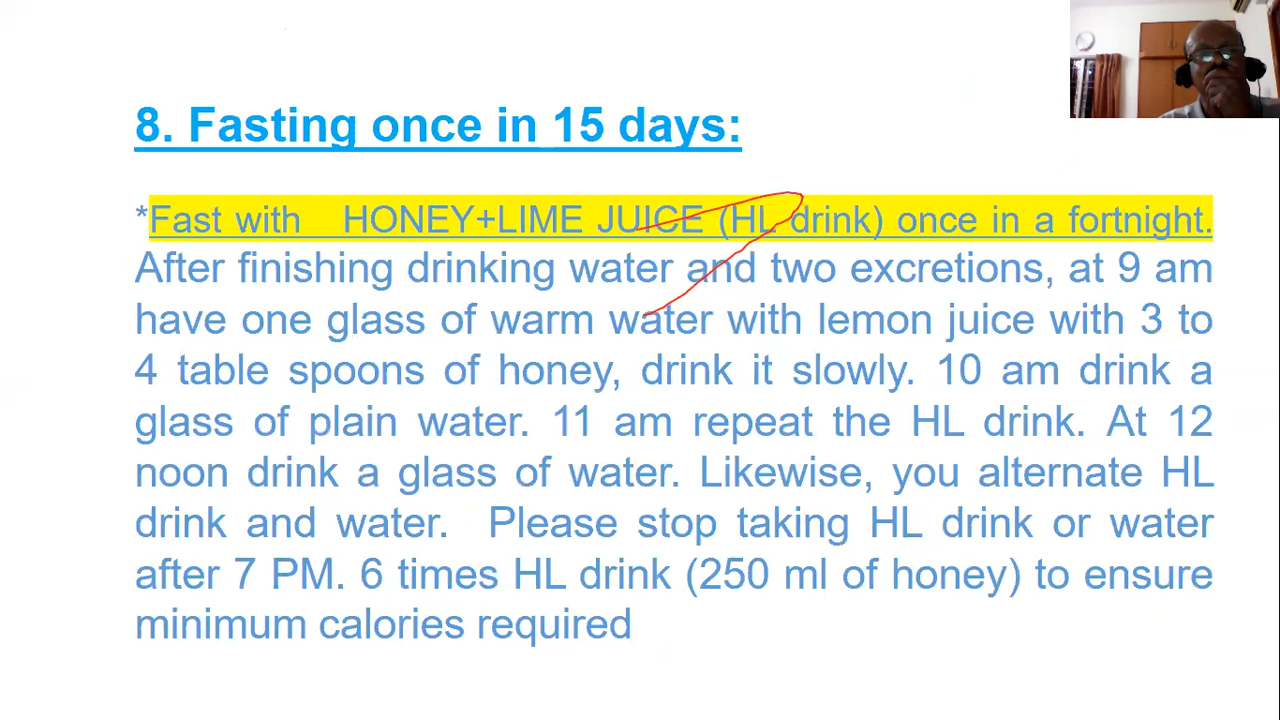 8. Fasting once in 15 days:
*Fast with HONEY+LIME JUICE (HL drink) once in a fortnight.
After finishing drinking water and two excretions, at 9 am
have one glass of warm water with lemon juice with 3 to
4 table spoons of honey, drink it slowly. 10 am drink a
glass of plain water. 11 am repeat the HL drink. At 12
noon drink a glass of water. Likewise, you alternate HL
drink and water. Please stop taking HL drink or water
after 7 PM. 6 times HL drink (250 ml of honey) to ensure
minimum calories required